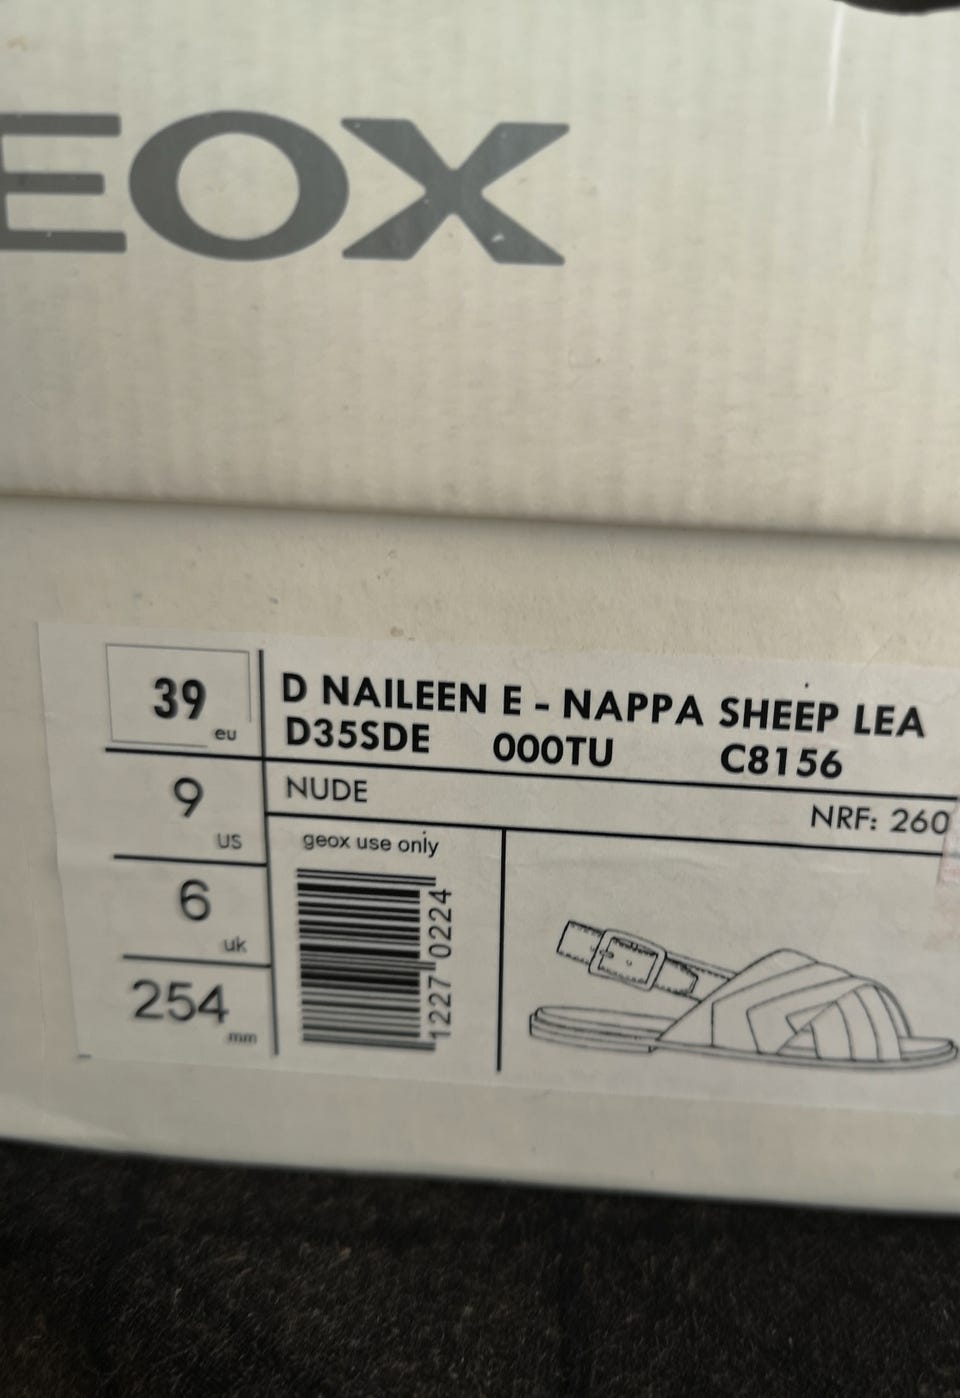 EOX
39 eu
D NAILEEN E - NAPPA SHEEP LEA
D35SDE 000TU C8156
9 US
NUDE
NRF: 260
6 uk
geox use only
1227 0224
254 mm